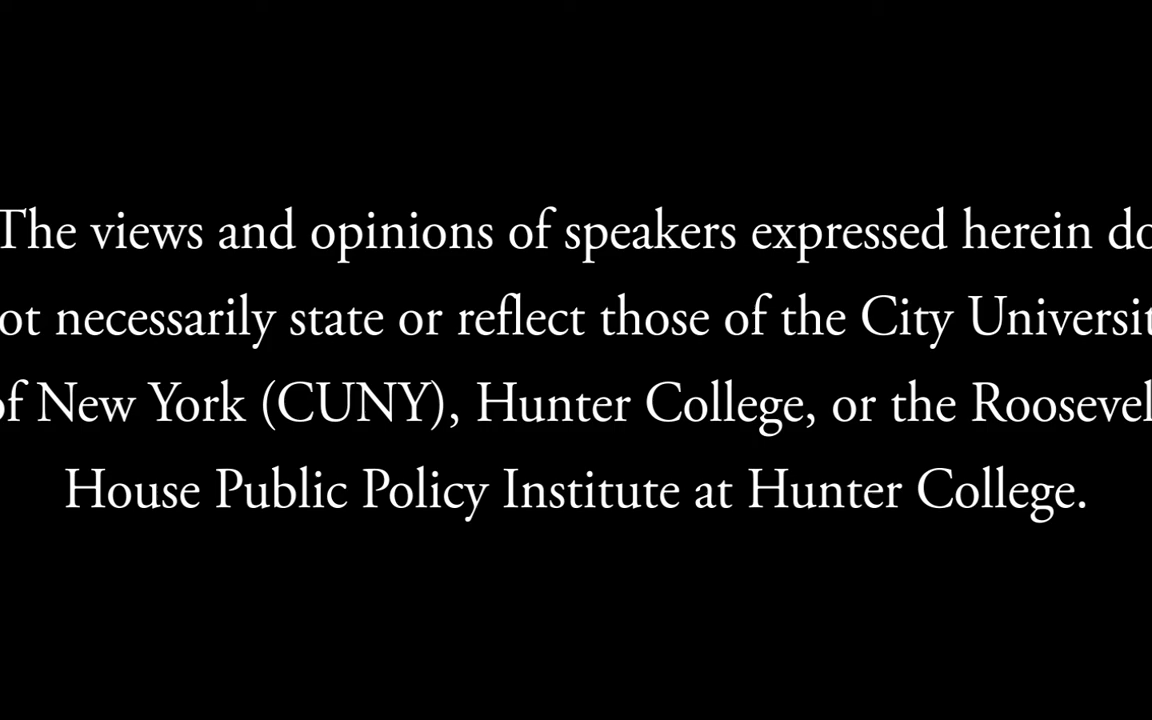 The views and opinions of speakers expressed herein do
ot necessarily state or reflect those of the City Universit
of New York (CUNY), Hunter College, or the Roosevel
House Public Policy Institute at Hunter College.